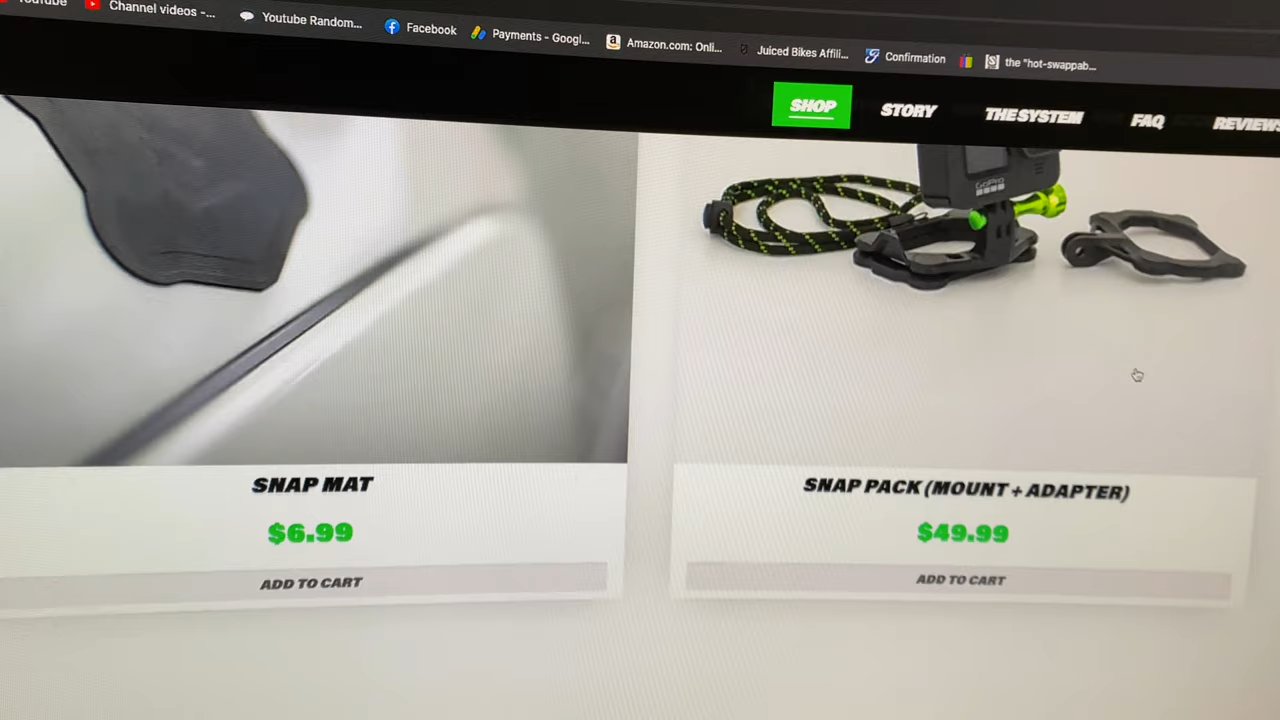 Youtube
Channel videos -...
Youtube Random...
Facebook
Payments - Googl...
Amazon.com: Onli...
Juiced Bikes Affili...
Confirmation
the "hot-swappab...
SHOP
STORY
THE SYSTEM
FAQ
REVIEWS
GoPro
SNAP MAT
$6.99
ADD TO CART
SNAP PACK (MOUNT + ADAPTER)
$49.99
ADD TO CART